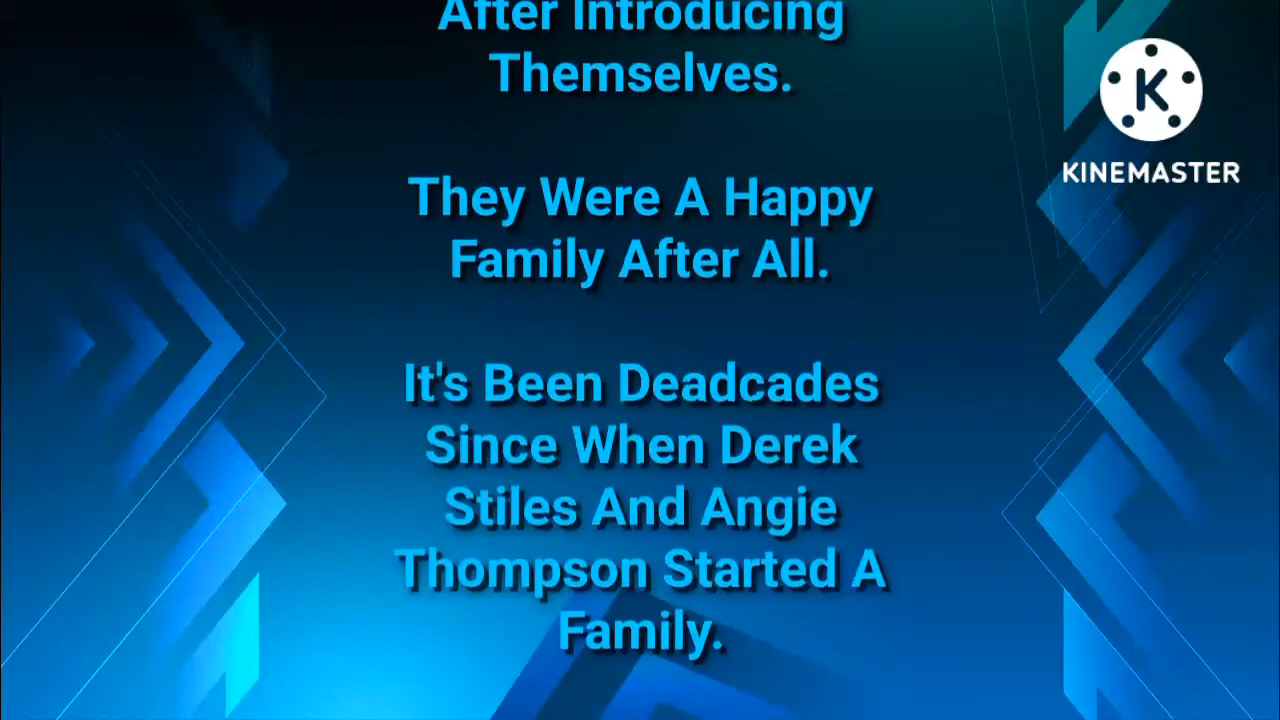 After Introducing
Themselves.
They Were A Happy
Family After All.
It's Been Deadcades
Since When Derek
Stiles And Angie
Thompson Started A
Family.
K
KINEMASTER